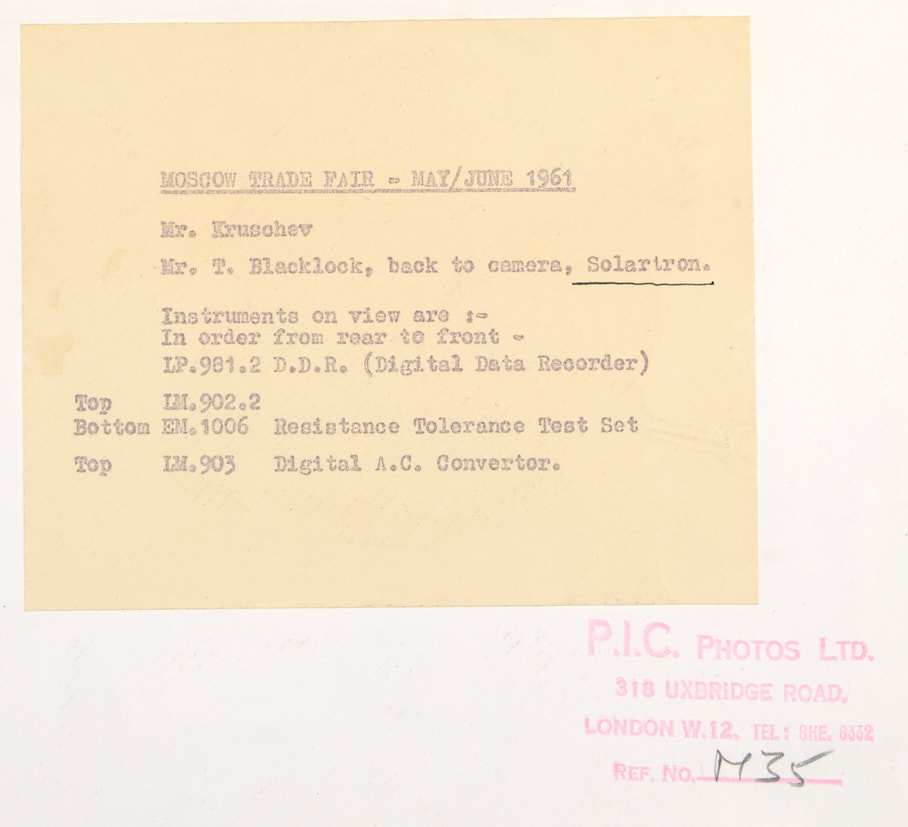 MOSCOW TRADE FAIR - MAY/JUNE 1961
Mr. Kruschev
Mr. T. Blacklock, back to camera, Solartron.
Instruments on view are :-
In order from rear to front -
LP.981.2 D.D.R. (Digital Data Recorder)
Top LM.902.2
Bottom EM.1006 Resistance Tolerance Test Set
Top LM.903 Digital A.C. Convertor.
P.I.C. PHOTOS LTD.
318 UXBRIDGE ROAD,
LONDON W.12. TEL: SHE. 8332
REF. NO. M35